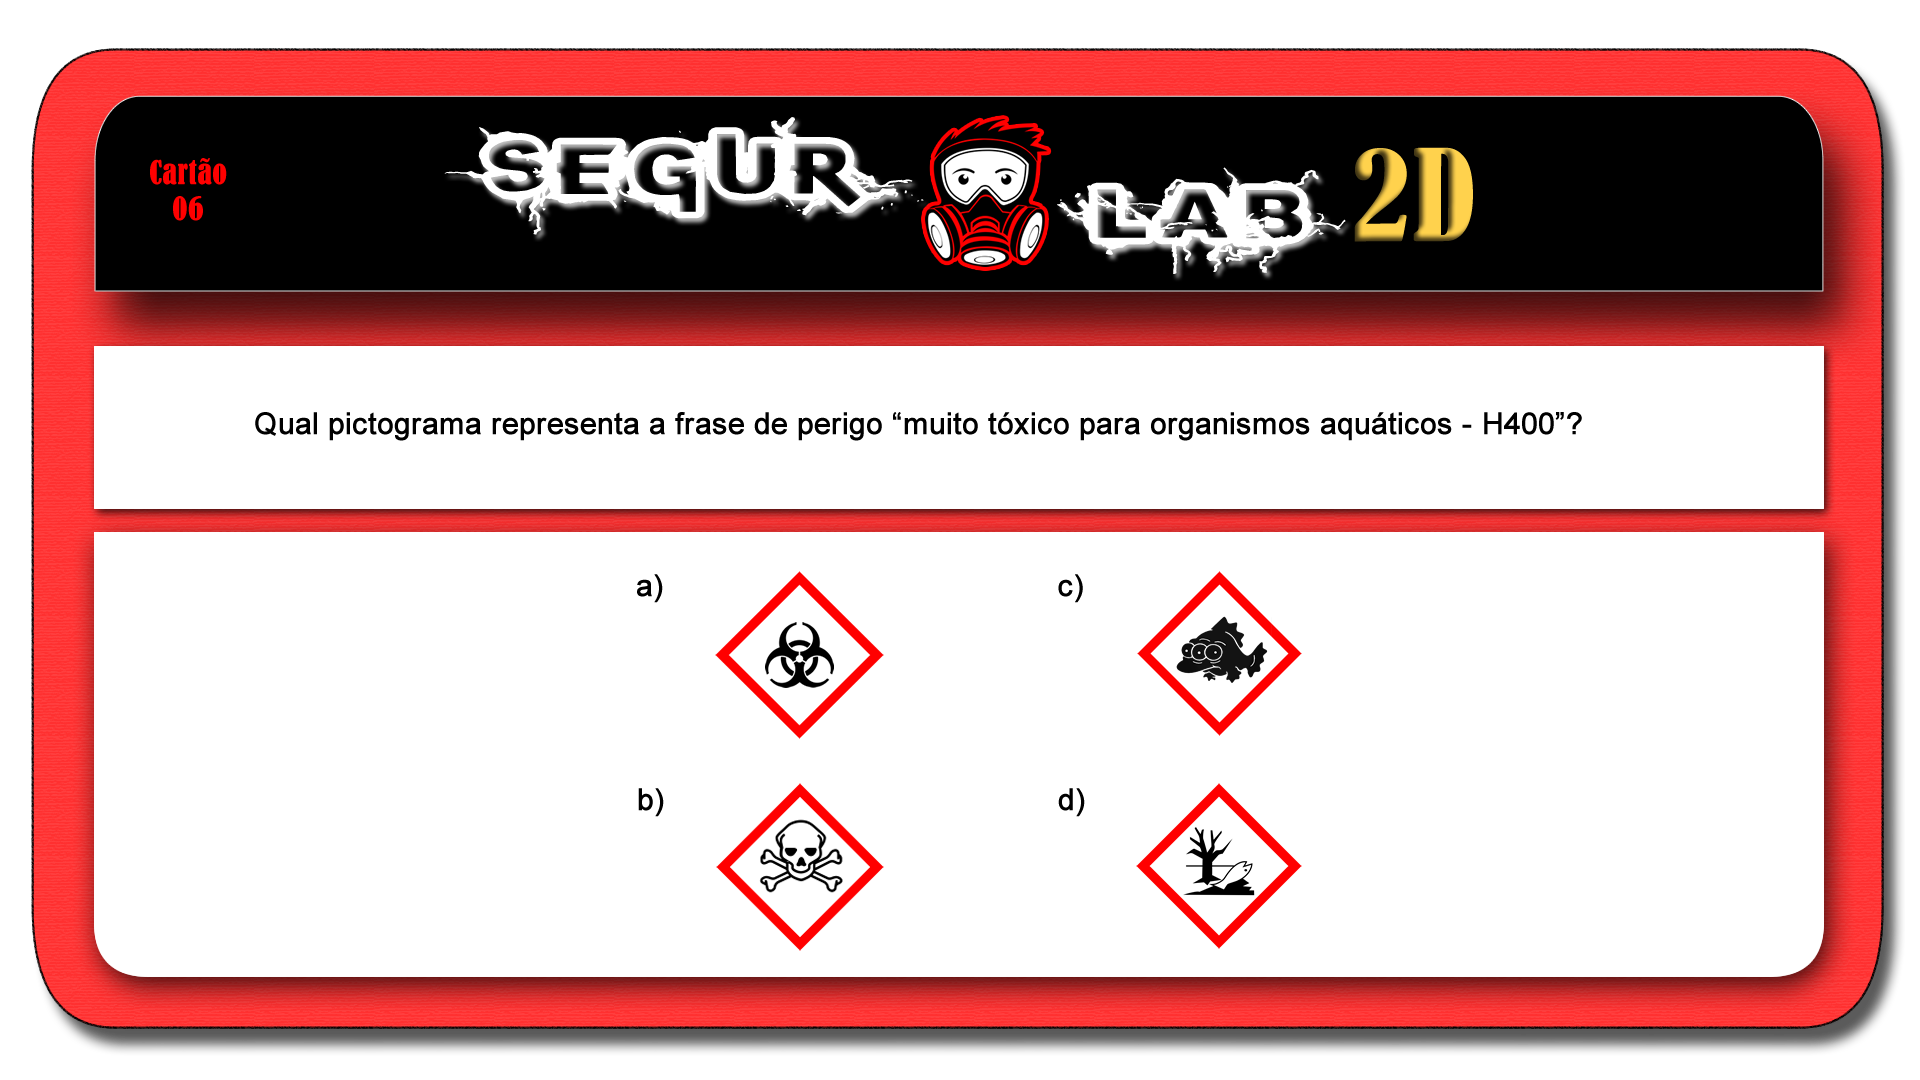 Cartão
06
SEGUR LAB 2D
Qual pictograma representa a frase de perigo “muito tóxico para organismos aquáticos - H400”?
a)
c)
b)
d)